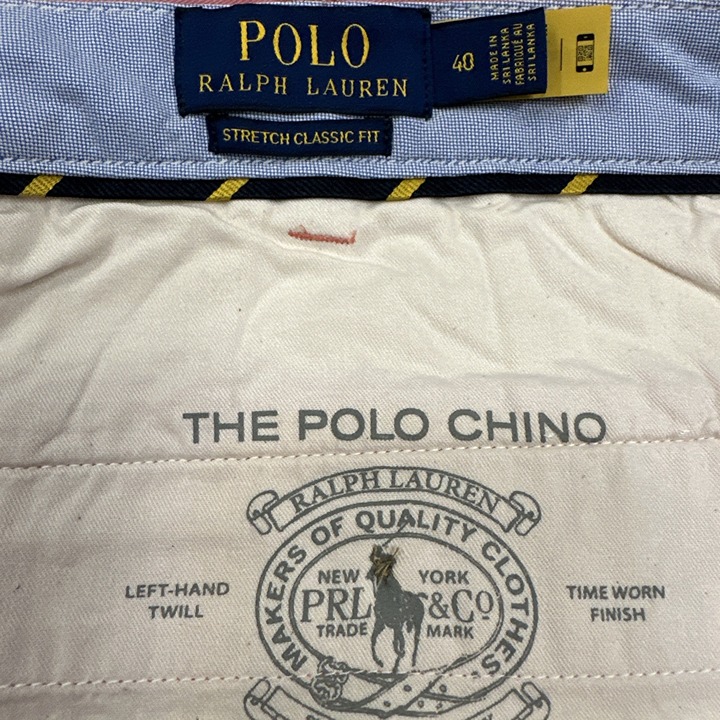 POLO
RALPH LAUREN
40
MADE IN
SRI LANKA
FABRIQUÉ AU
SRI LANKA
STRETCH CLASSIC FIT
THE POLO CHINO
RALPH LAUREN
MAKERS OF QUALITY CLOTHES
NEW YORK
PRL &CO
TRADE MARK
LEFT-HAND
TWILL
TIME WORN
FINISH